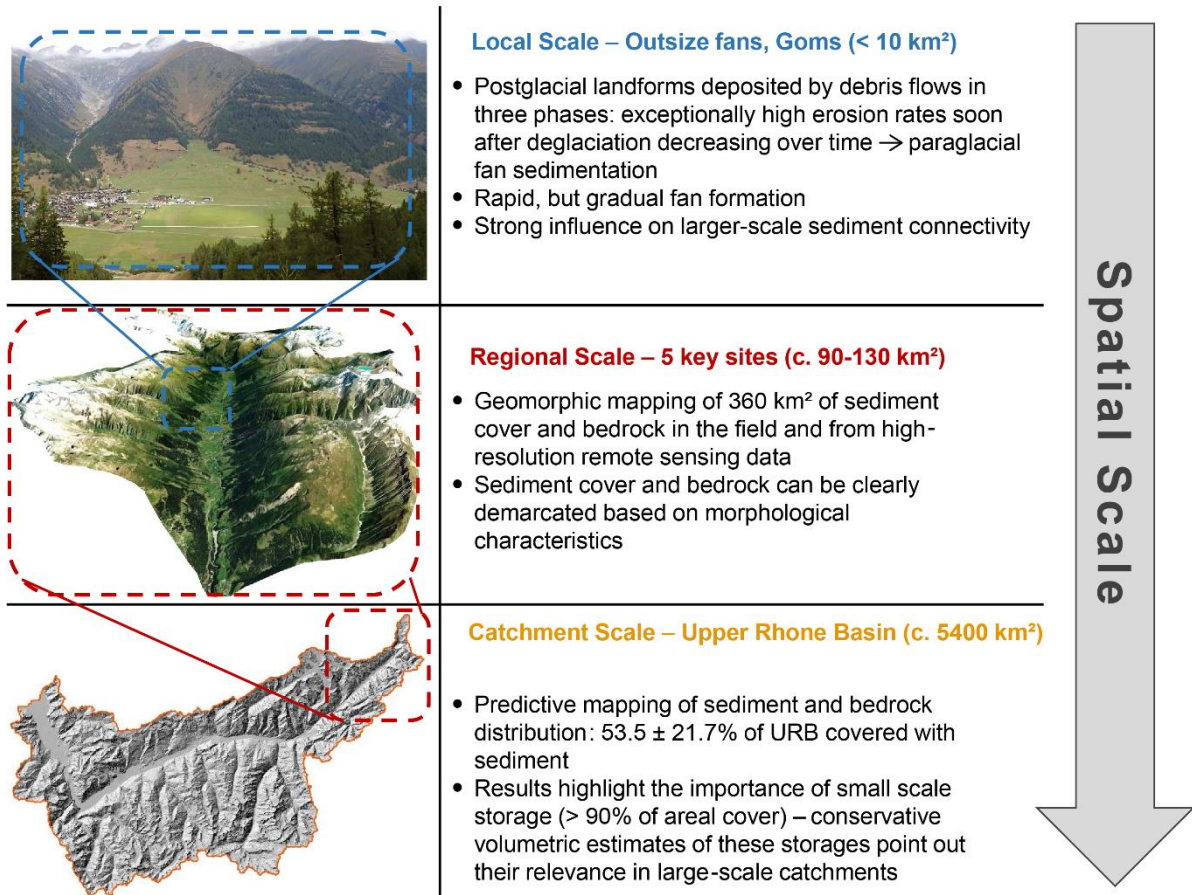 Local Scale – Outsize fans, Goms (< 10 km²)
• Postglacial landforms deposited by debris flows in
three phases: exceptionally high erosion rates soon
after deglaciation decreasing over time → paraglacial
fan sedimentation
• Rapid, but gradual fan formation
• Strong influence on larger-scale sediment connectivity
Regional Scale – 5 key sites (c. 90-130 km²)
• Geomorphic mapping of 360 km² of sediment
cover and bedrock in the field and from high-
resolution remote sensing data
• Sediment cover and bedrock can be clearly
demarcated based on morphological
characteristics
Catchment Scale – Upper Rhone Basin (c. 5400 km²)
• Predictive mapping of sediment and bedrock
distribution: 53.5 ± 21.7% of URB covered with
sediment
• Results highlight the importance of small scale
storage (> 90% of areal cover) – conservative
volumetric estimates of these storages point out
their relevance in large-scale catchments
Spatial Scale